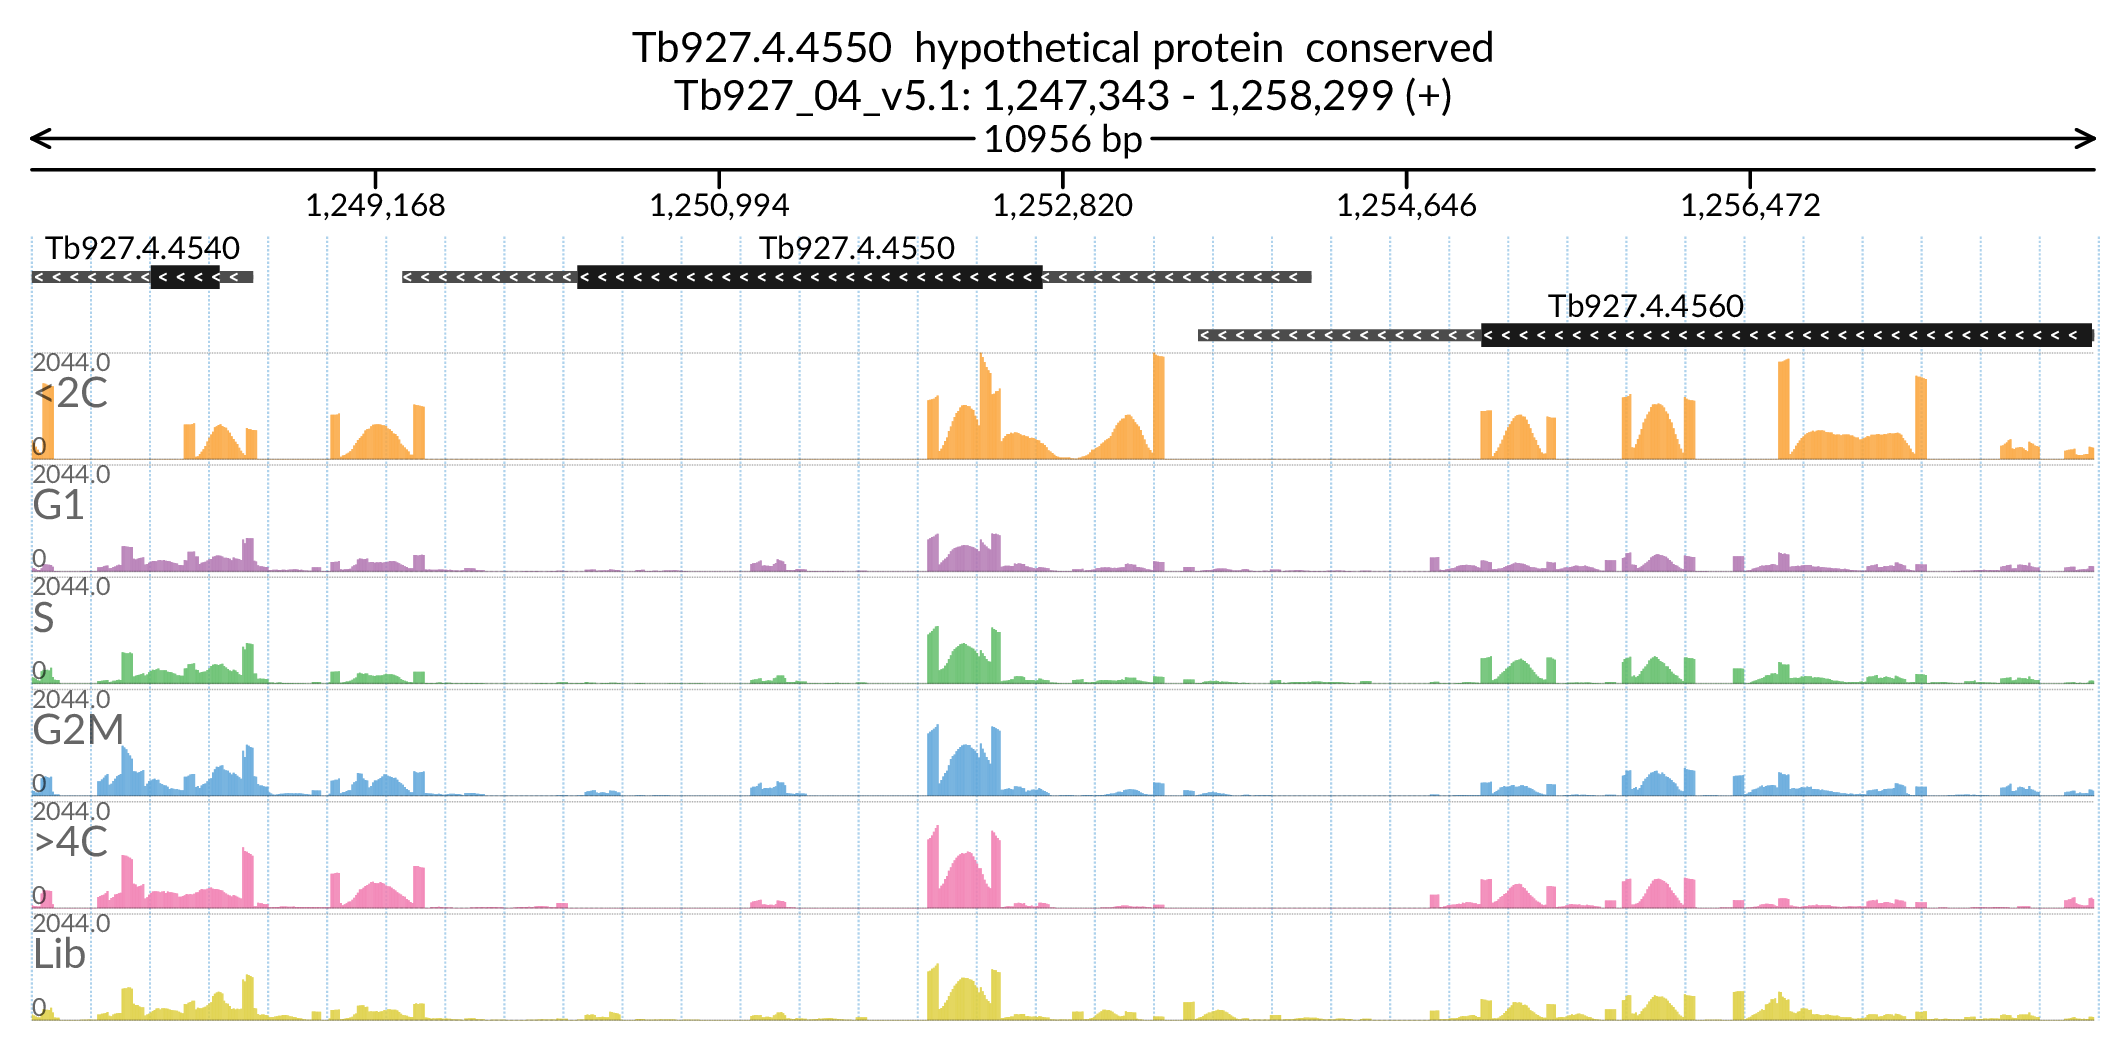 Tb927.4.4550 hypothetical protein conserved
Tb927_04_v5.1: 1,247,343 - 1,258,299 (+)
10956 bp
1,249,168 1,250,994 1,252,820 1,254,646 1,256,472
Tb927.4.4540 Tb927.4.4550
Tb927.4.4560
2044.0
<2C
0
2044.0
G1
0
2044.0
S
0
2044.0
G2M
0
2044.0
>4C
0
2044.0
Lib
0